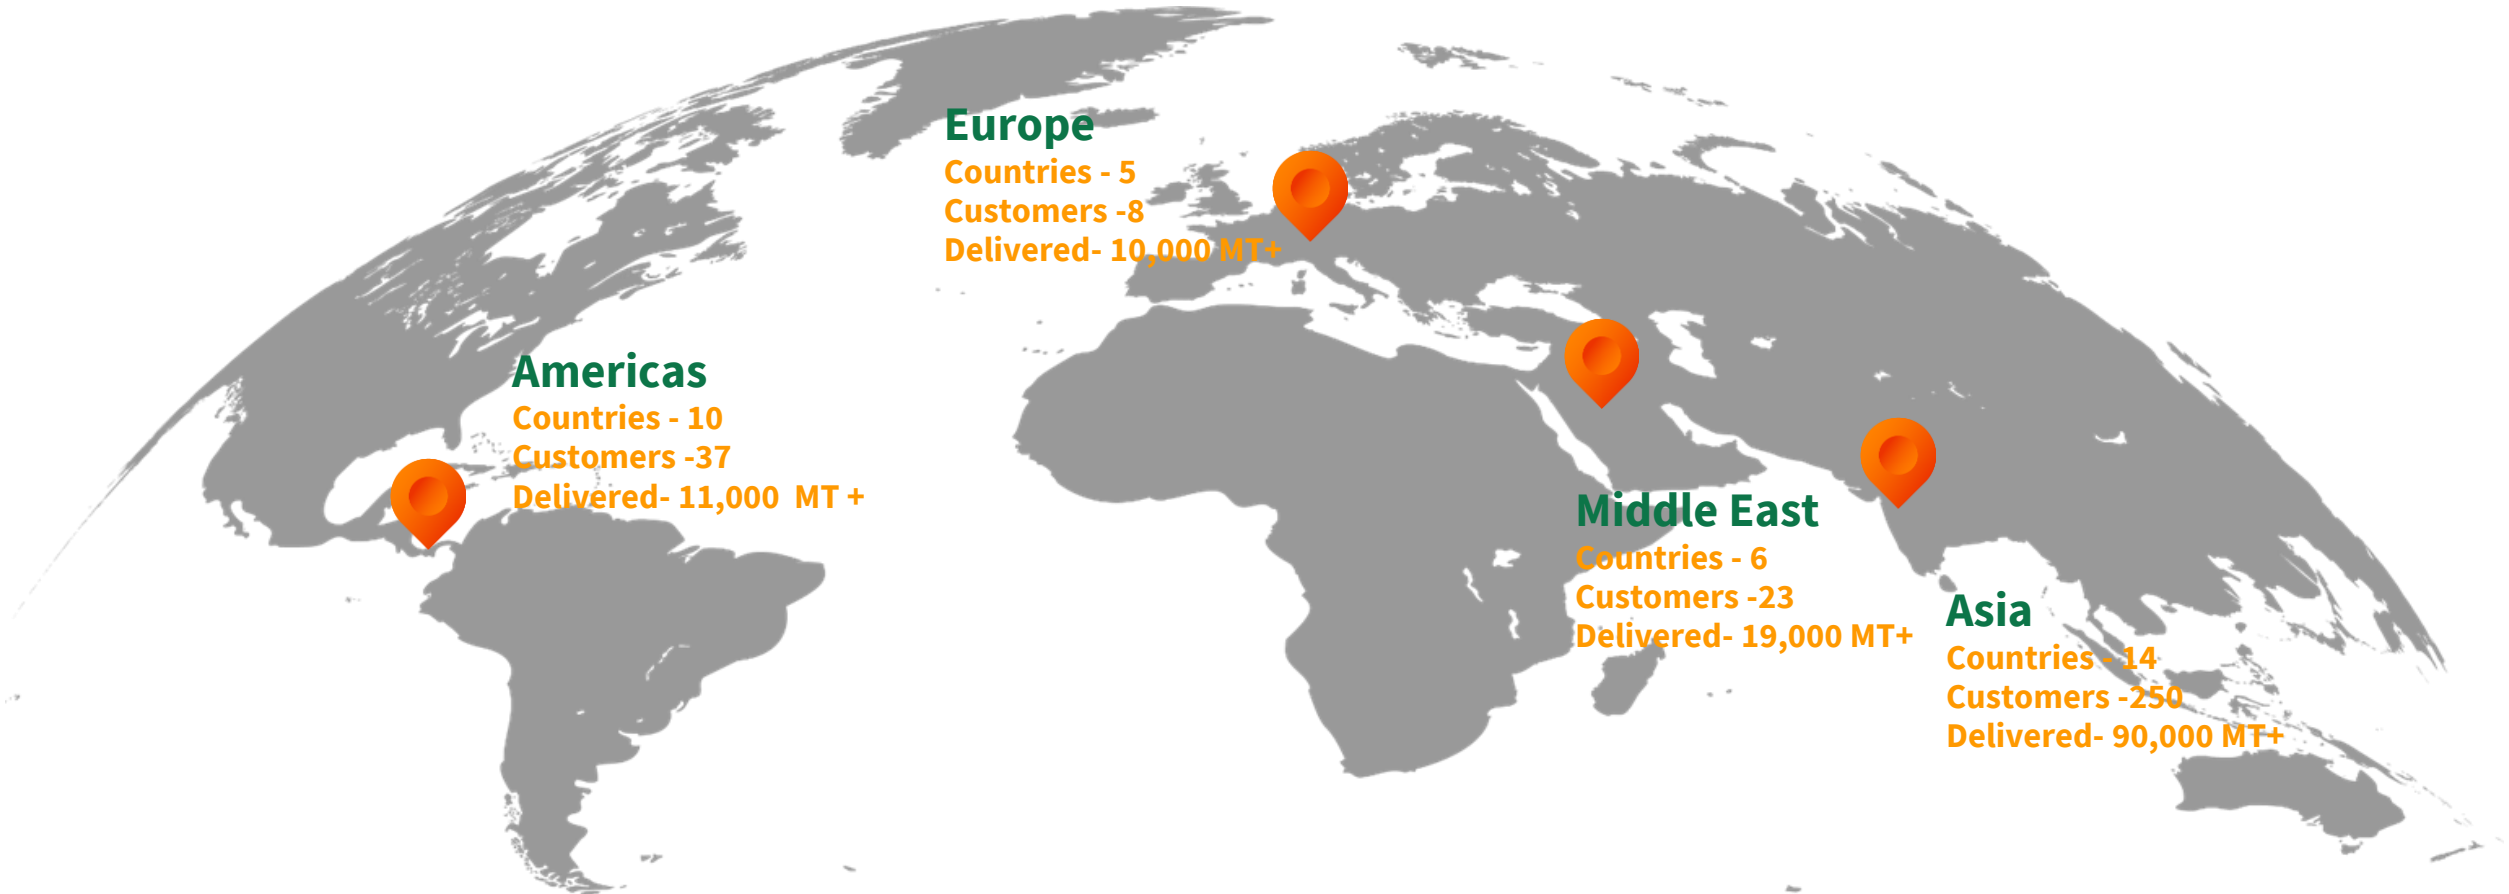 Europe
Countries - 5
Customers -8
Delivered- 10,000 MT+
Americas
Countries - 10
Customers -37
Delivered- 11,000  MT +
Middle East
Countries - 6
Customers -23
Delivered- 19,000 MT+
Asia
Countries - 14
Customers -250
Delivered- 90,000 MT+